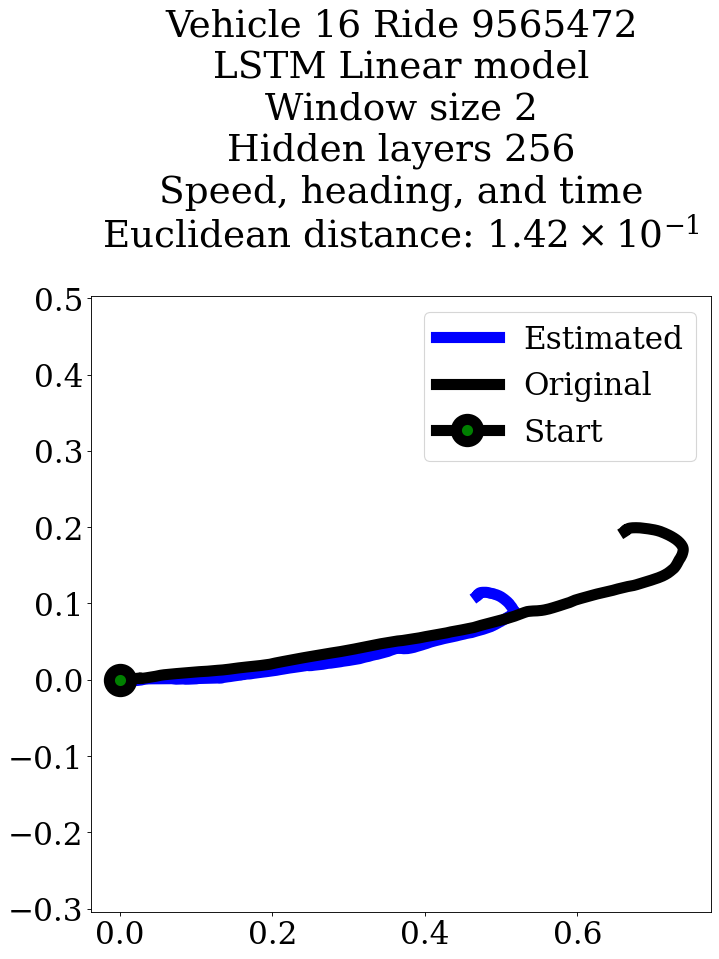 Vehicle 16 Ride 9565472
LSTM Linear model
Window size 2
Hidden layers 256
Speed, heading, and time
Euclidean distance: 1.42 × 10⁻¹
Estimated
Original
Start
0.5
0.4
0.3
0.2
0.1
0.0
−0.1
−0.2
−0.3
0.0 0.2 0.4 0.6